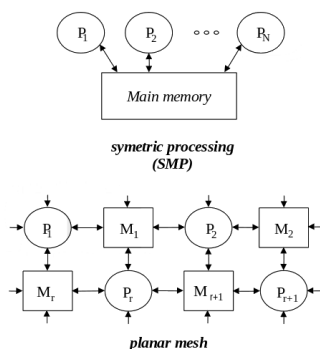 P1 P2 PN
Main memory
symetric processing
(SMP)
P1 M1 P2 M2
Mr Pr Mr+1 Pr+1
planar mesh